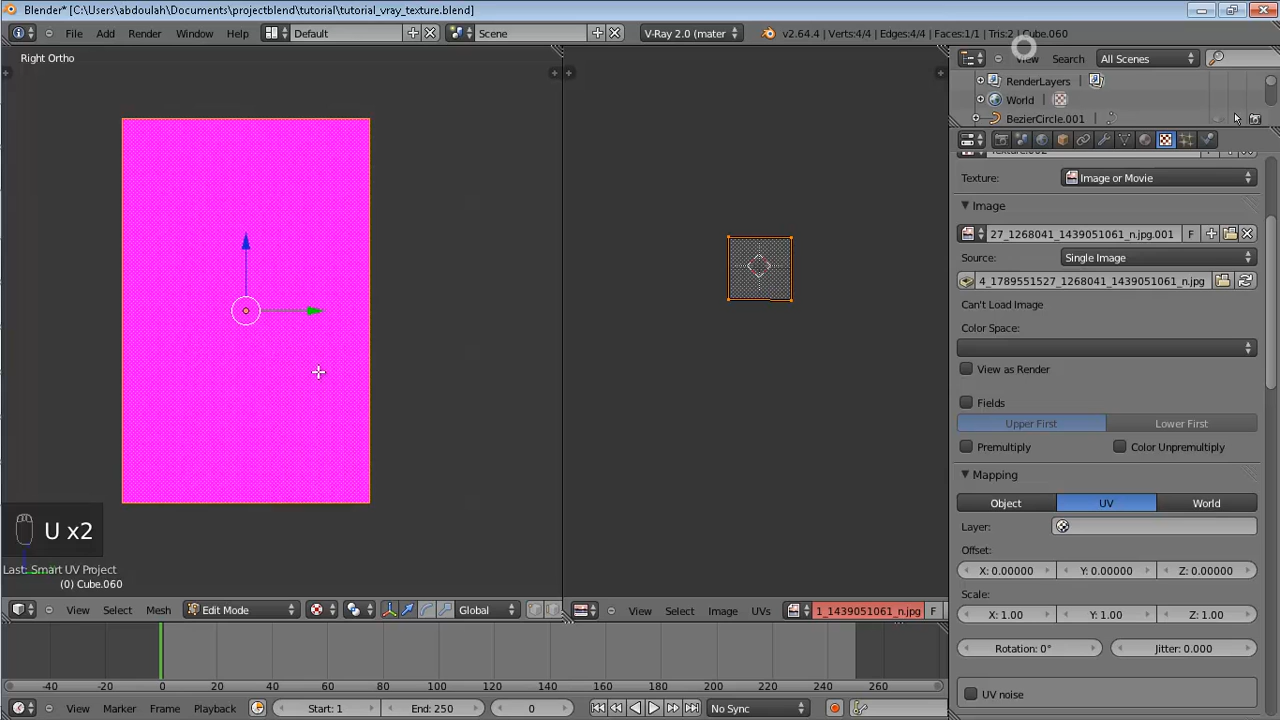 Blender* [C:\Users\abdoulah\Documents\projectblend\tutorial\tutorial_vray_texture.blend]
File Add Render Window Help Default Scene V-Ray 2.0 (mater v2.64.4 | Verts:4/4 | Edges:4/4 | Faces:1/1 | Tris:2 | Cube.060
Right Ortho
View Search All Scenes
RenderLayers
World
BezierCircle.001
Texture: Image or Movie
Image
27_1268041_1439051061_n.jpg.001 F
Source: Single Image
4_1789551527_1268041_1439051061_n.jpg
Can't Load Image
Color Space:
View as Render
Fields
Upper First Lower First
Premultiply Color Unpremultiply
Mapping
Object UV World
Layer:
Offset:
X: 0.00000 Y: 0.00000 Z: 0.00000
Scale:
X: 1.00 Y: 1.00 Z: 1.00
Rotation: 0° Jitter: 0.000
UV noise
U x2
Last: Smart UV Project
(0) Cube.060
View Select Mesh Edit Mode Global
View Select Image UVs 1_1439051061_n.jpg F
-40 -20 0 20 40 60 80 100 120 140 160 180 200 220 240 260
View Marker Frame Playback Start: 1 End: 250 0 No Sync